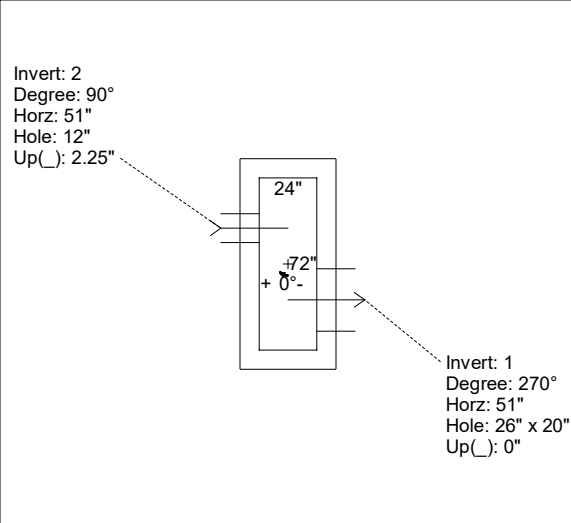 Invert: 2
Degree: 90°
Horz: 51"
Hole: 12"
Up(_): 2.25"
24"
72"
+ 0°-
Invert: 1
Degree: 270°
Horz: 51"
Hole: 26" x 20"
Up(_): 0"